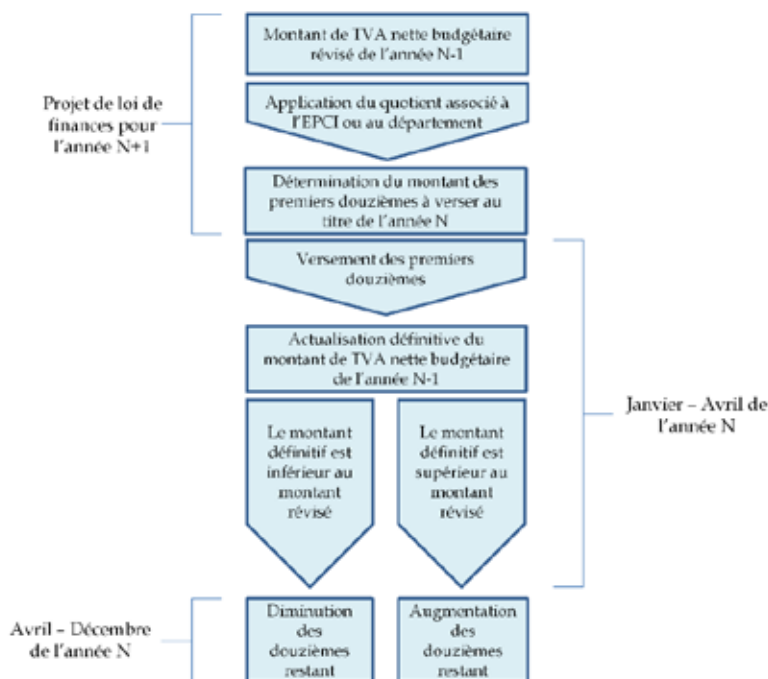 Montant de TVA nette budgétaire
révisé de l'année N-1
Projet de loi de
finances pour
l'année N+1
Application du quotient associé à
l'EPCI ou au département
Détermination du montant des
premiers douzièmes à verser au
titre de l'année N
Versement des premiers
douzièmes
Actualisation définitive du
montant de TVA nette budgétaire
de l'année N-1
Janvier – Avril de
l'année N
Le montant
définitif est
inférieur au
montant
révisé
Le montant
définitif est
supérieur au
montant
révisé
Avril – Décembre
de l'année N
Diminution
des
douzièmes
restant
Augmentation
des
douzièmes
restant